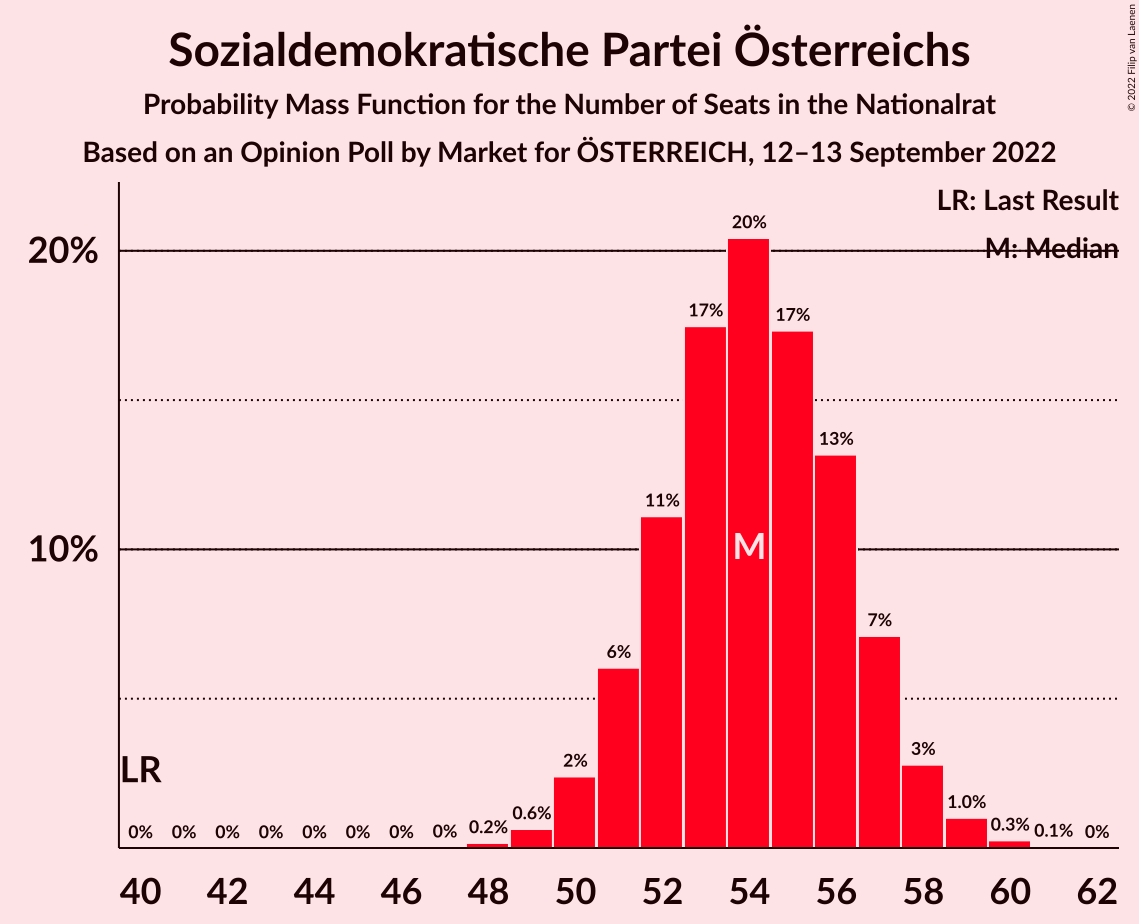 Sozialdemokratische Partei Österreichs
Probability Mass Function for the Number of Seats in the Nationalrat
Based on an Opinion Poll by Market for ÖSTERREICH, 12–13 September 2022
© 2022 Filip van Laenen
LR: Last Result
M: Median
20%
10%
20%
17%
17%
13%
11%
M
7%
6%
3%
2%
LR
1.0%
0.6%
0% 0% 0% 0% 0% 0% 0% 0% 0.2% 0.3% 0.1% 0%
40 42 44 46 48 50 52 54 56 58 60 62